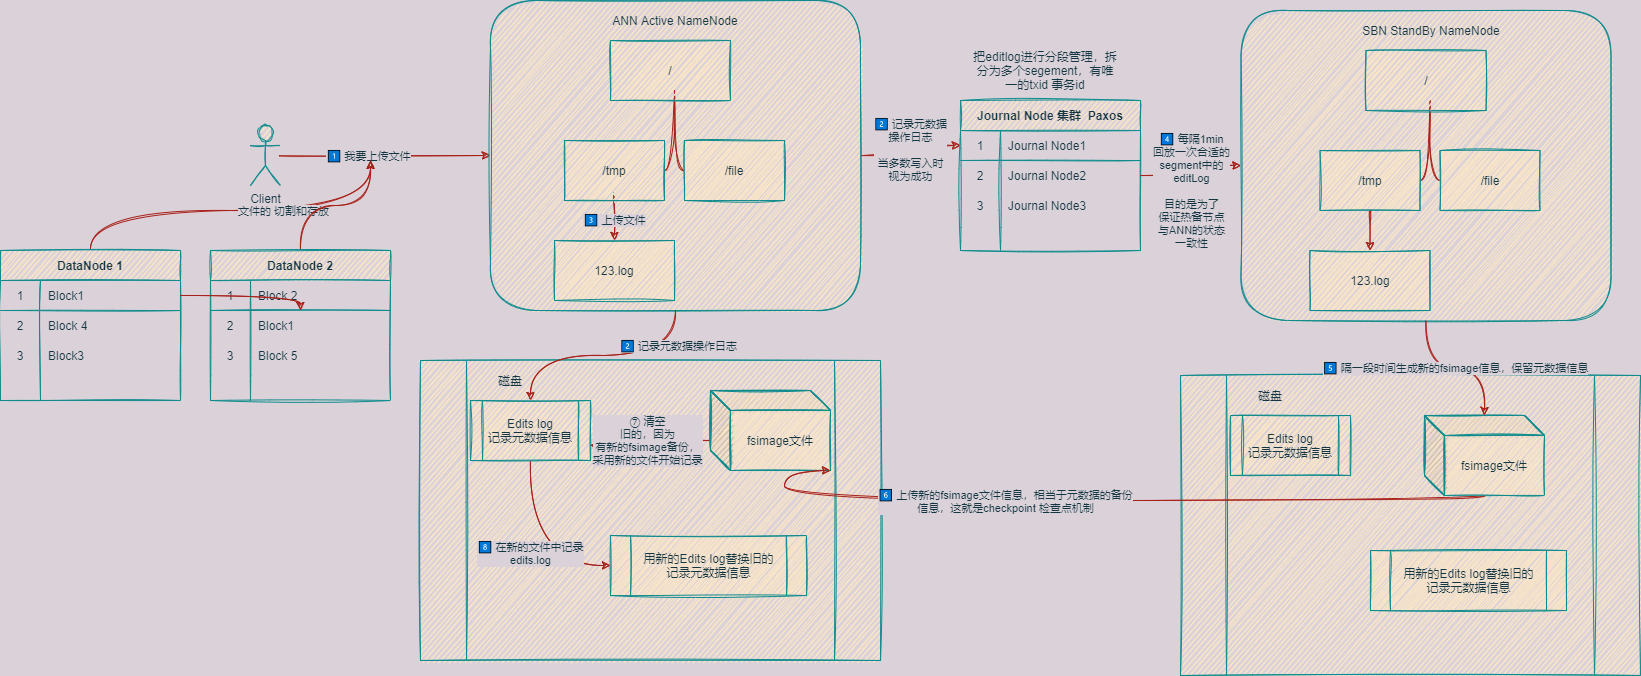 ANN Active NameNode
/
/tmp
/file
3 上传文件
123.log
SBN StandBy NameNode
/
/tmp
/file
123.log
把editlog进行分段管理，拆
分为多个segement，有唯
一的txid 事务id
Journal Node 集群 Paxos
1 Journal Node1
2 Journal Node2
3 Journal Node3
2 记录元数据
操作日志
当多数写入时
视为成功
4 每隔1min
回放一次合适的
segment中的
editLog
目的是为了
保证热备节点
与ANN的状态
一致性
1 我要上传文件
Client
文件的 切割和存放
DataNode 1
1 Block1
2 Block 4
3 Block3
DataNode 2
1 Block 2
2 Block1
3 Block 5
2 记录元数据操作日志
磁盘
Edits log
记录元数据信息
⑦ 清空
旧的，因为
有新的fsimage备份，
采用新的文件开始记录
fsimage文件
8 在新的文件中记录
edits.log
用新的Edits log替换旧的
记录元数据信息
6 上传新的fsimage文件信息，相当于元数据的备份
信息，这就是checkpoint 检查点机制
5 隔一段时间生成新的fsimage信息，保留元数据信息
磁盘
Edits log
记录元数据信息
fsimage文件
用新的Edits log替换旧的
记录元数据信息